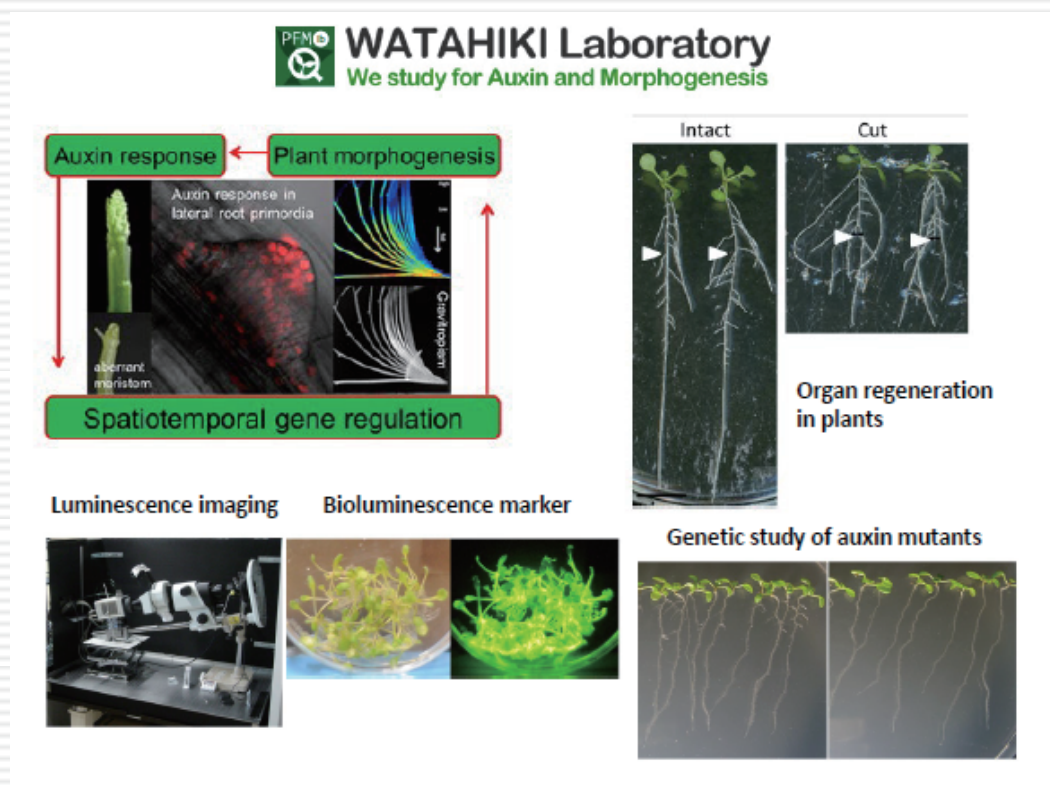 PFM lb
WATAHIKI Laboratory
We study for Auxin and Morphogenesis
Auxin response
Plant morphogenesis
Auxin response in
lateral root primordia
Gravitropism
aberrant
moristom
Spatiotemporal gene regulation
Intact
Cut
Organ regeneration
in plants
Luminescence imaging
Bioluminescence marker
Genetic study of auxin mutants